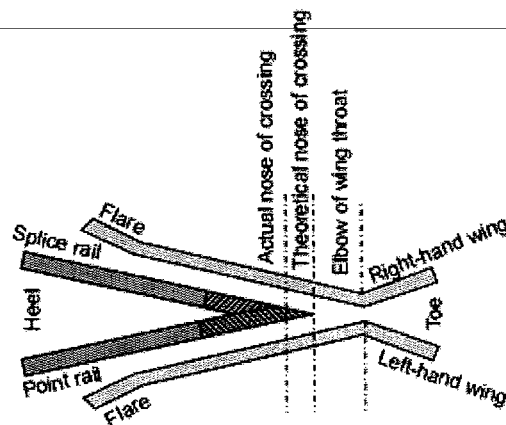 Actual nose of crossing
Theoretical nose of crossing
Elbow of wing throat
Flare
Splice rail
Right-hand wing
Heel
Toe
Point rail
Left-hand wing
Flare